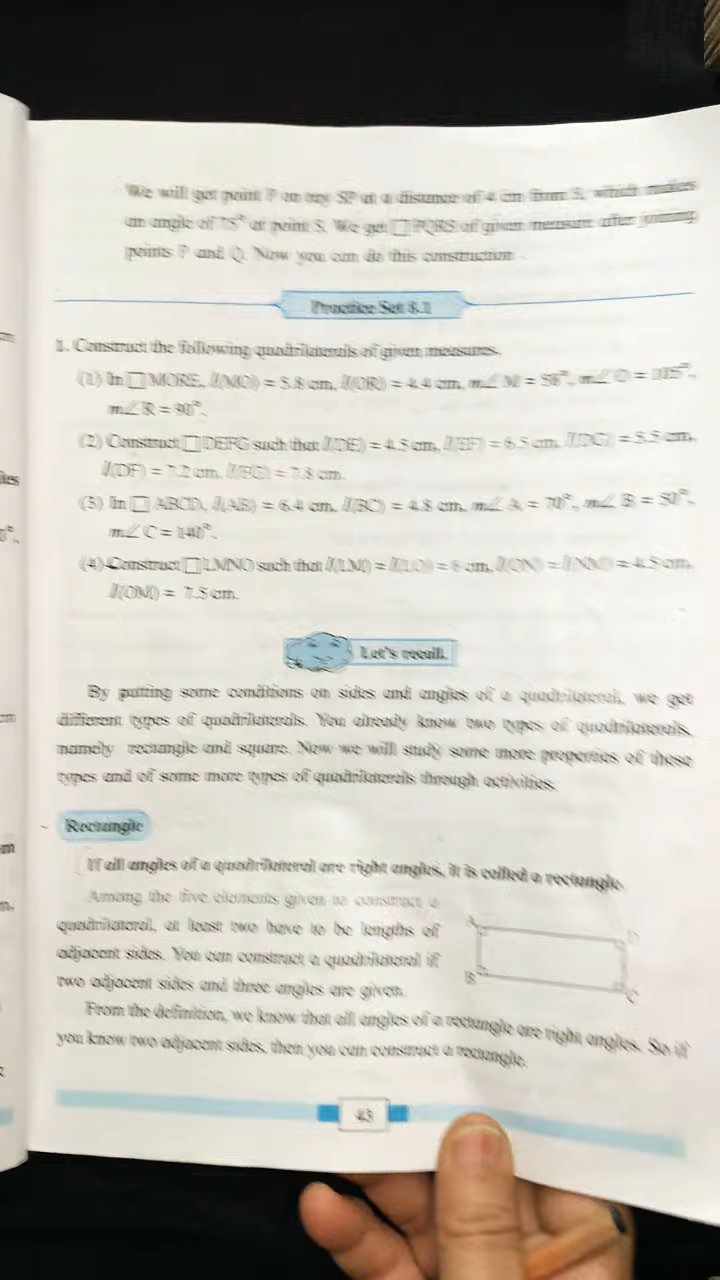 We will get point P on ray SP at a distance of 4 cm from S, which makes
an angle of 75° at point S. We get □ PQRS of given measure after joining
points P and Q. Now you can do this construction.
Practice Set 8.1
1. Construct the following quadrilaterals of given measures.
(1) In □ MORE, l(MO) = 5.8 cm, l(OR) = 4.4 cm, m∠ M = 58°, m∠ O = 105°,
m∠ R = 90°.
(2) Construct □ DEFG such that l(DE) = 4.5 cm, l(EF) = 6.5 cm, l(DG) = 5.5 cm,
l(DF) = 7.2 cm, l(EG) = 7.8 cm.
(3) In □ ABCD, l(AB) = 6.4 cm, l(BC) = 4.8 cm, m∠ A = 70°, m∠ B = 50°,
m∠ C = 140°.
(4) Construct □ LMNO such that l(LM) = l(LO) = 6 cm, l(ON) = l(NM) = 4.5 cm,
l(OM) = 7.5 cm.
Let's recall.
By putting some conditions on sides and angles of a quadrilateral, we get
different types of quadrilaterals. You already know two types of quadrilaterals,
namely rectangle and square. Now we will study some more properties of these
types and of some more types of quadrilaterals through activities.
Rectangle
If all angles of a quadrilateral are right angles, it is called a rectangle.
Among the five elements given to construct a
quadrilateral, at least two have to be lengths of
adjacent sides. You can construct a quadrilateral if
two adjacent sides and three angles are given.
A
D
B
C
From the definition, we know that all angles of a rectangle are right angles. So if
you know two adjacent sides, then you can construct a rectangle.
43